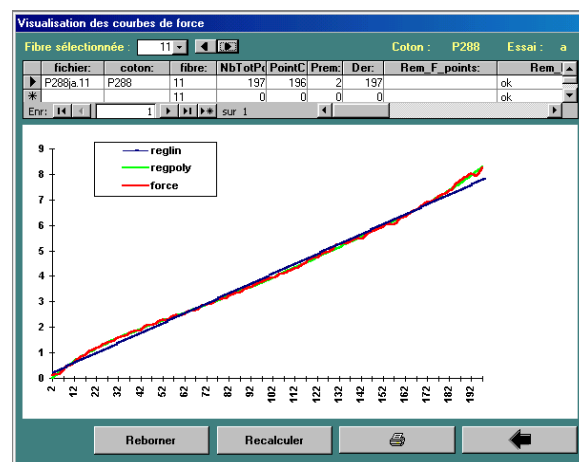 Visualisation des courbes de force
Fibre sélectionnée : 11 Coton : P288 Essai : a
fichier: coton: fibre: NbTotPo PointC Prem: Der: Rem_F_points: Rem_
P288ja.11 P288 11 197 196 2 197 ok
11 0 0 0 0 ok
Enr: 1 sur 1
9
8
7
6
5
4
3
2
1
0
reglin
regpoly
force
2 12 22 32 42 52 62 72 82 92 102 112 122 132 142 152 162 172 182 192
Reborner Recalculer